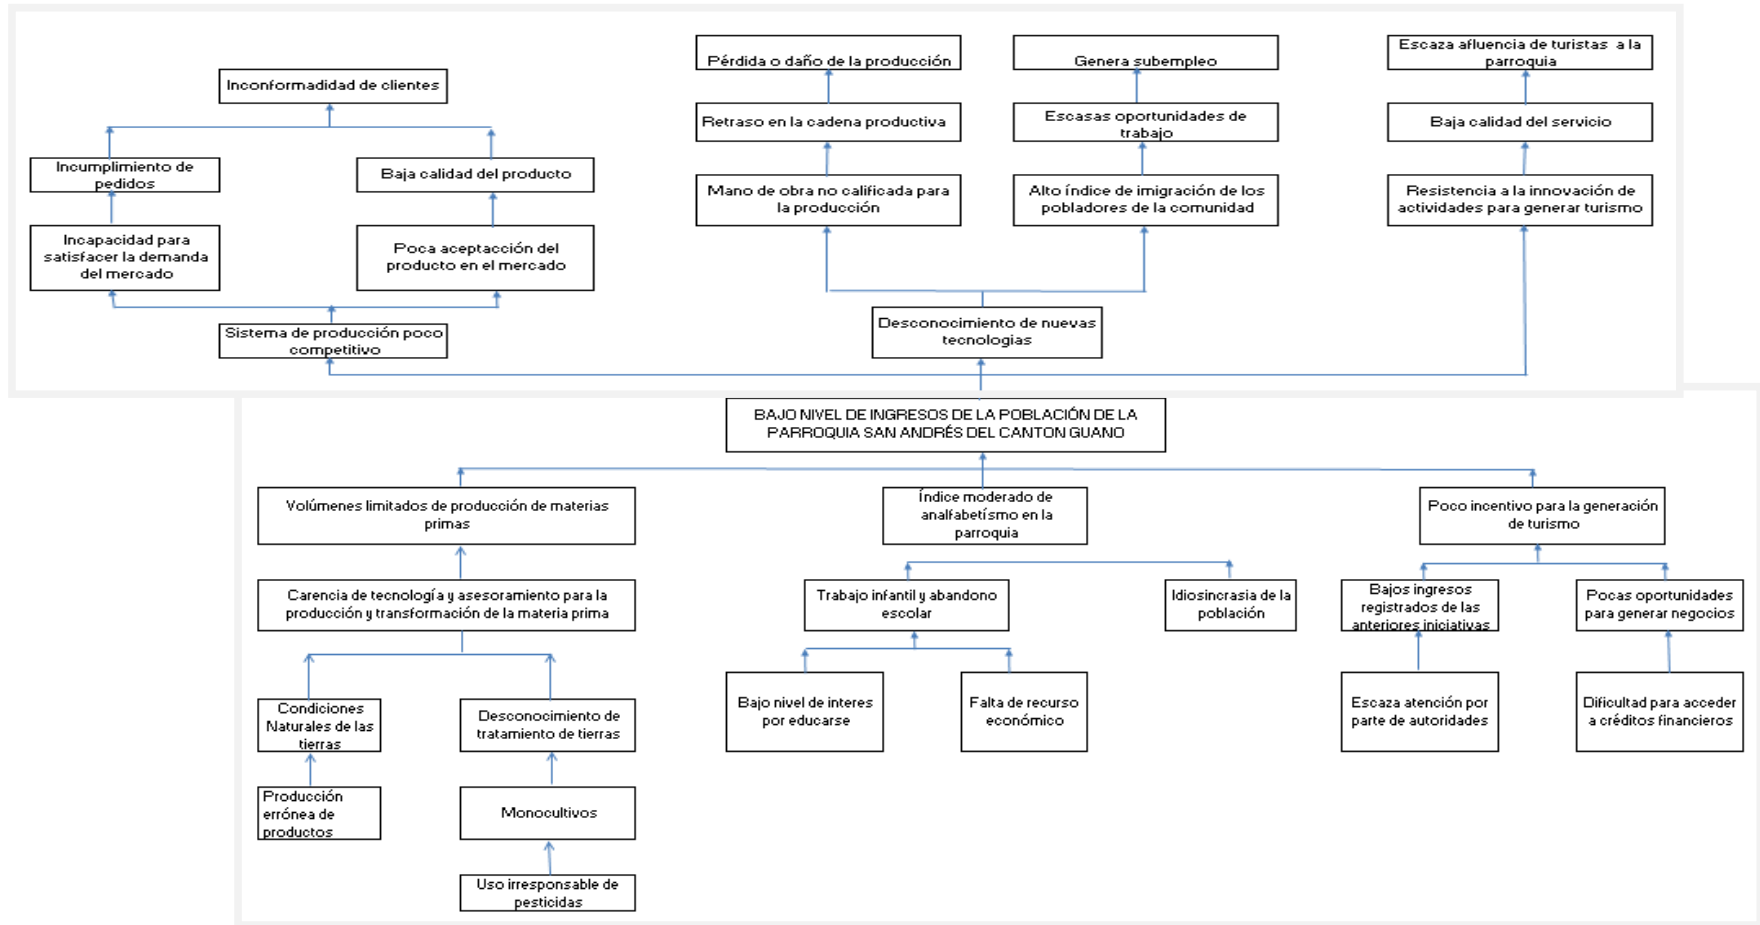 Pérdida o daño de la producción
Genera subempleo
Escaza afluencia de turistas a la
parroquia
Inconformadidad de clientes
Retraso en la cadena productiva
Escasas oportunidades de
trabajo
Baja calidad del servicio
Incumplimiento de
pedidos
Baja calidad del producto
Mano de obra no calificada para
la producción
Alto índice de imigración de los
pobladores de la comunidad
Resistencia a la innovación de
actividades para generar turismo
Incapacidad para
satisfacer la demanda
del mercado
Poca aceptacción del
producto en el mercado
Sistema de producción poco
competitivo
Desconocimiento de nuevas
tecnologias
BAJO NIVEL DE INGRESOS DE LA POBLACIÓN DE LA
PARROQUIA SAN ANDRÉS DEL CANTON GUANO
Volúmenes limitados de producción de materias
primas
Índice moderado de
analfabetísmo en la
parroquia
Poco incentivo para la generación
de turismo
Carencia de tecnología y asesoramiento para la
producción y transformación de la materia prima
Trabajo infantil y abandono
escolar
Idiosincrasia de la
población
Bajos ingresos
registrados de las
anteriores iniciativas
Pocas oportunidades
para generar negocios
Condiciones
Naturales de las
tierras
Desconocimiento de
tratamiento de tierras
Bajo nivel de interes
por educarse
Falta de recurso
económico
Escaza atención por
parte de autoridades
Dificultad para acceder
a créditos financieros
Producción
errónea de
productos
Monocultivos
Uso irresponsable de
pesticidas